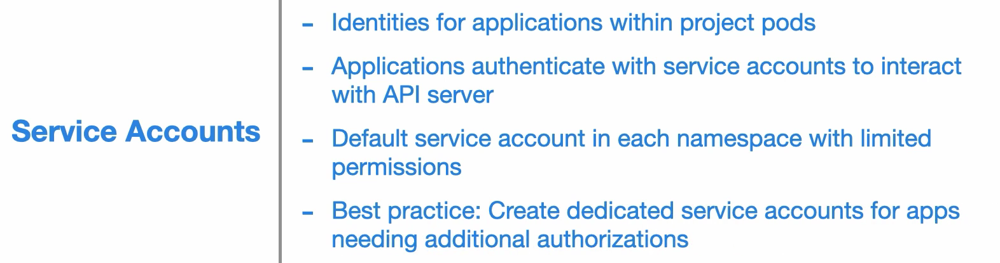 Service Accounts
- Identities for applications within project pods
- Applications authenticate with service accounts to interact
with API server
- Default service account in each namespace with limited
permissions
- Best practice: Create dedicated service accounts for apps
needing additional authorizations